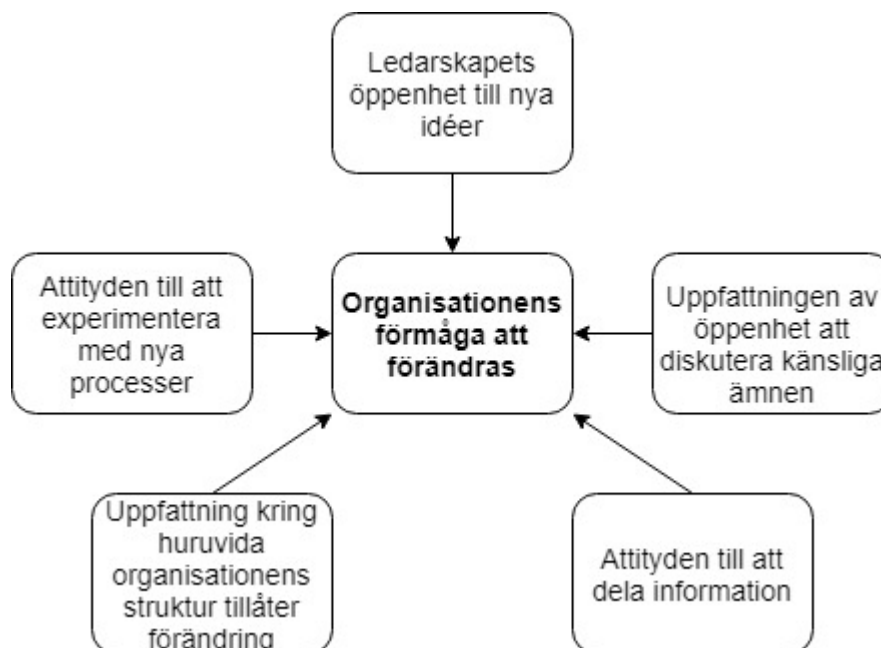 Ledarskapets
öppenhet till nya
idéer
Attityden till att
experimentera
med nya
processer
Organisationens
förmåga att
förändras
Uppfattningen av
öppenhet att
diskutera känsliga
ämnen
Uppfattning kring
huruvida
organisationens
struktur tillåter
förändring
Attityden till att
dela information